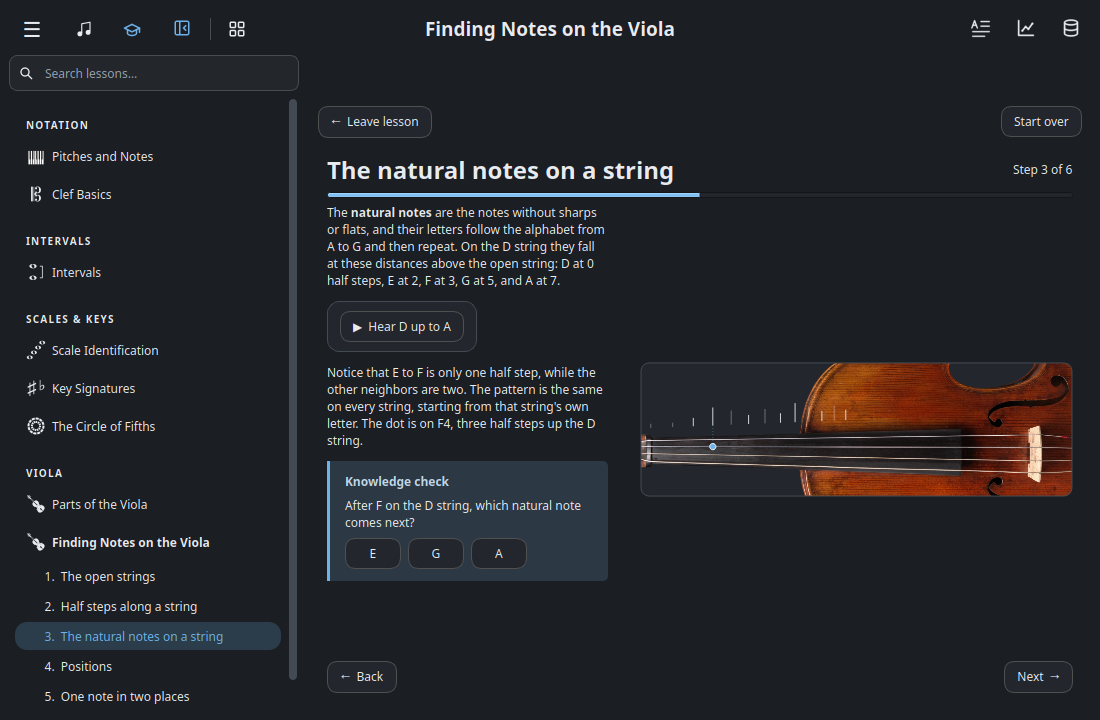 Finding Notes on the Viola
Search lessons...
NOTATION
Pitches and Notes
Clef Basics
INTERVALS
Intervals
SCALES & KEYS
Scale Identification
Key Signatures
The Circle of Fifths
VIOLA
Parts of the Viola
Finding Notes on the Viola
1. The open strings
2. Half steps along a string
3. The natural notes on a string
4. Positions
5. One note in two places
← Leave lesson
Start over
The natural notes on a string
Step 3 of 6
The natural notes are the notes without sharps
or flats, and their letters follow the alphabet from
A to G and then repeat. On the D string they fall
at these distances above the open string: D at 0
half steps, E at 2, F at 3, G at 5, and A at 7.
▶ Hear D up to A
Notice that E to F is only one half step, while the
other neighbors are two. The pattern is the same
on every string, starting from that string's own
letter. The dot is on F4, three half steps up the D
string.
Knowledge check
After F on the D string, which natural note
comes next?
E
G
A
← Back
Next →